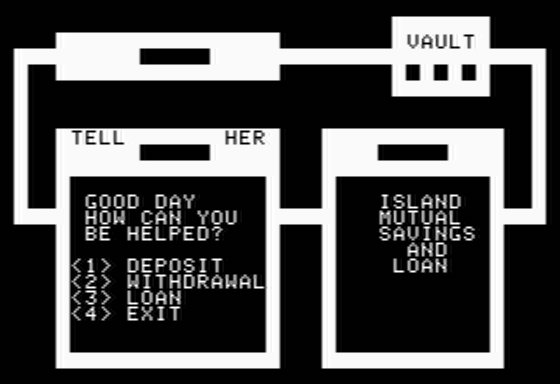 VAULT
TELL HER
GOOD DAY
HOW CAN YOU
BE HELPED?
<1> DEPOSIT
<2> WITHDRAWAL
<3> LOAN
<4> EXIT
ISLAND
MUTUAL
SAVINGS
AND
LOAN